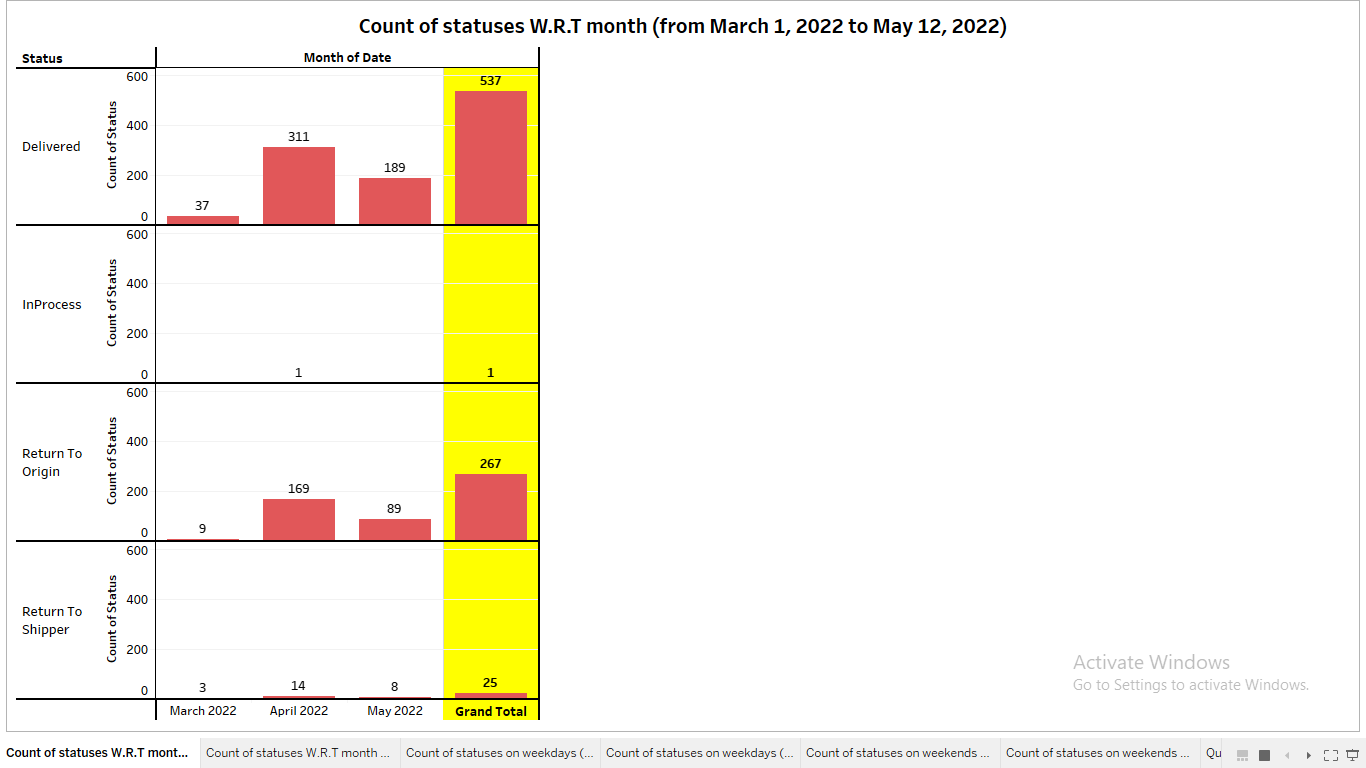 Count of statuses W.R.T month (from March 1, 2022 to May 12, 2022)
Status
Month of Date
Delivered
Count of Status
600
400
200
0
37
311
189
537
InProcess
Count of Status
600
400
200
0
1
1
Return To
Origin
Count of Status
600
400
200
0
9
169
89
267
Return To
Shipper
Count of Status
600
400
200
0
3
14
8
25
March 2022
April 2022
May 2022
Grand Total
Activate Windows
Go to Settings to activate Windows.
Count of statuses W.R.T mont...
Count of statuses W.R.T month ...
Count of statuses on weekdays (...
Count of statuses on weekdays (...
Count of statuses on weekends ...
Count of statuses on weekends ...
Qu